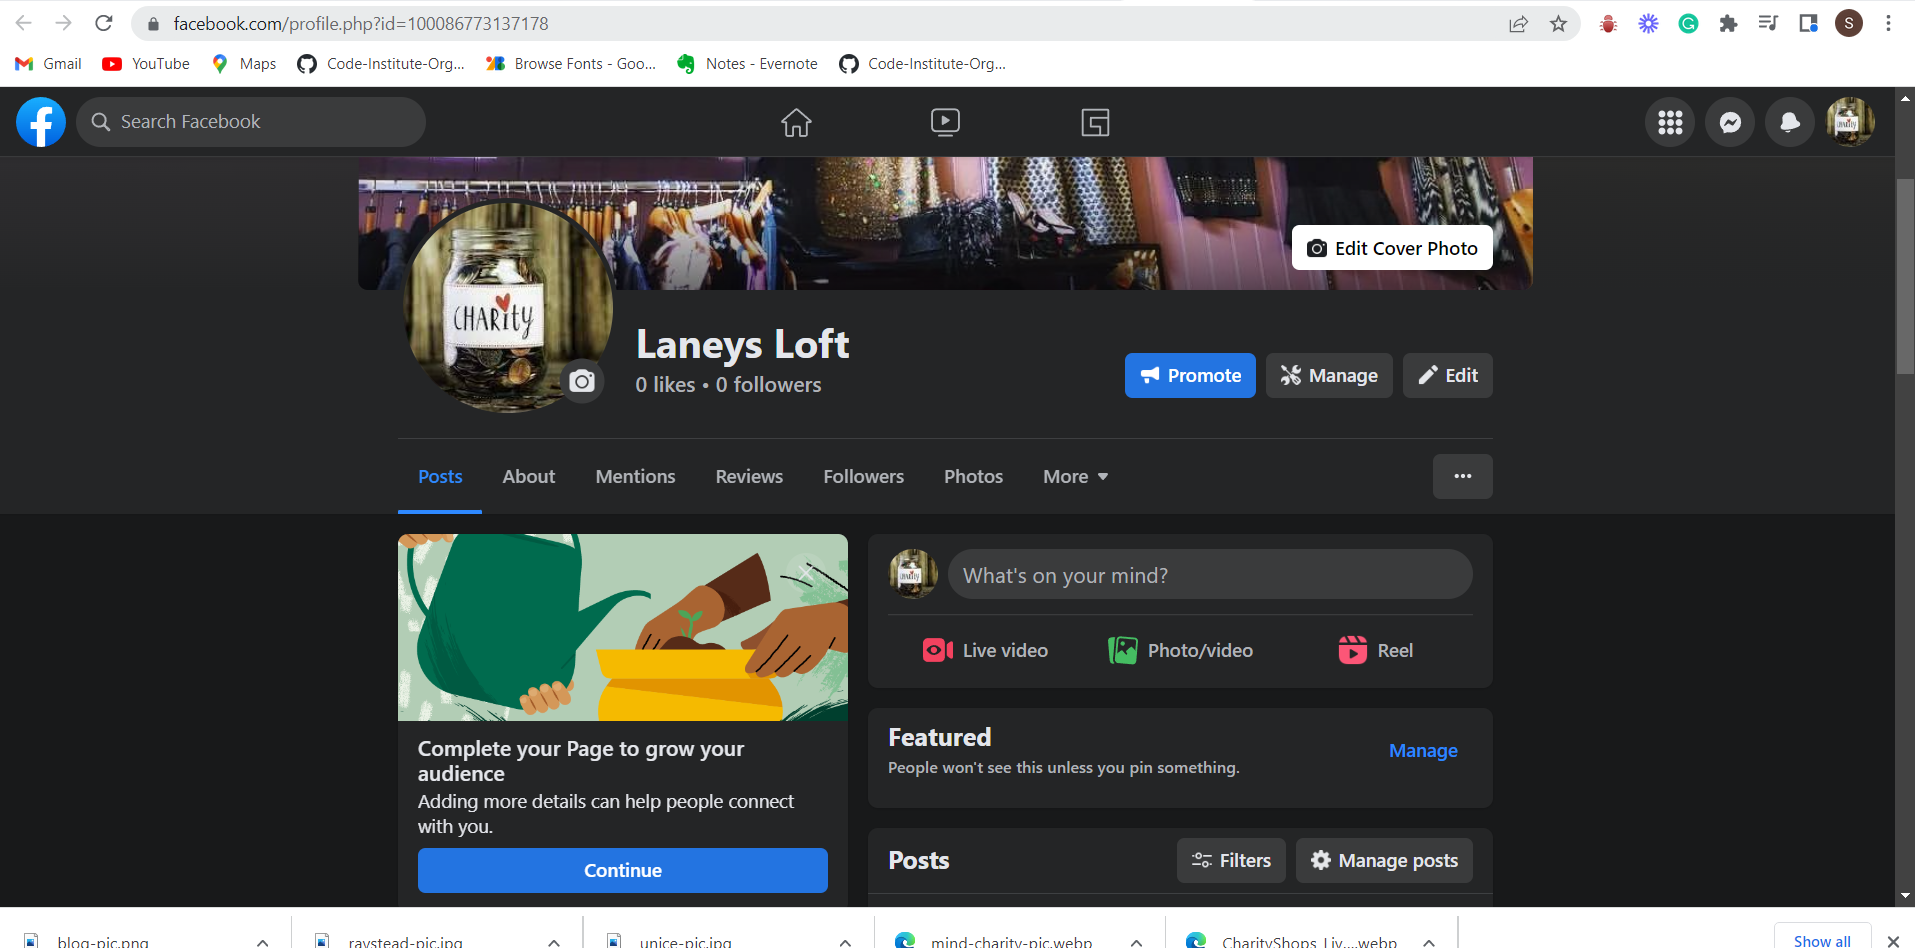 facebook.com/profile.php?id=100086773137178
S
Gmail YouTube Maps Code-Institute-Org... Browse Fonts - Goo... Notes - Evernote Code-Institute-Org...
Search Facebook
CHARITY
Edit Cover Photo
CHARITY
Laneys Loft
0 likes • 0 followers
Promote Manage Edit
Posts About Mentions Reviews Followers Photos More
What's on your mind?
Live video Photo/video Reel
Complete your Page to grow your
audience
Adding more details can help people connect
with you.
Continue
Featured
People won't see this unless you pin something.
Manage
Posts Filters Manage posts
blog-pic.png raystead-pic.jpg unice-pic.jpg mind-charity-pic.webp CharityShops_Liv....webp Show all